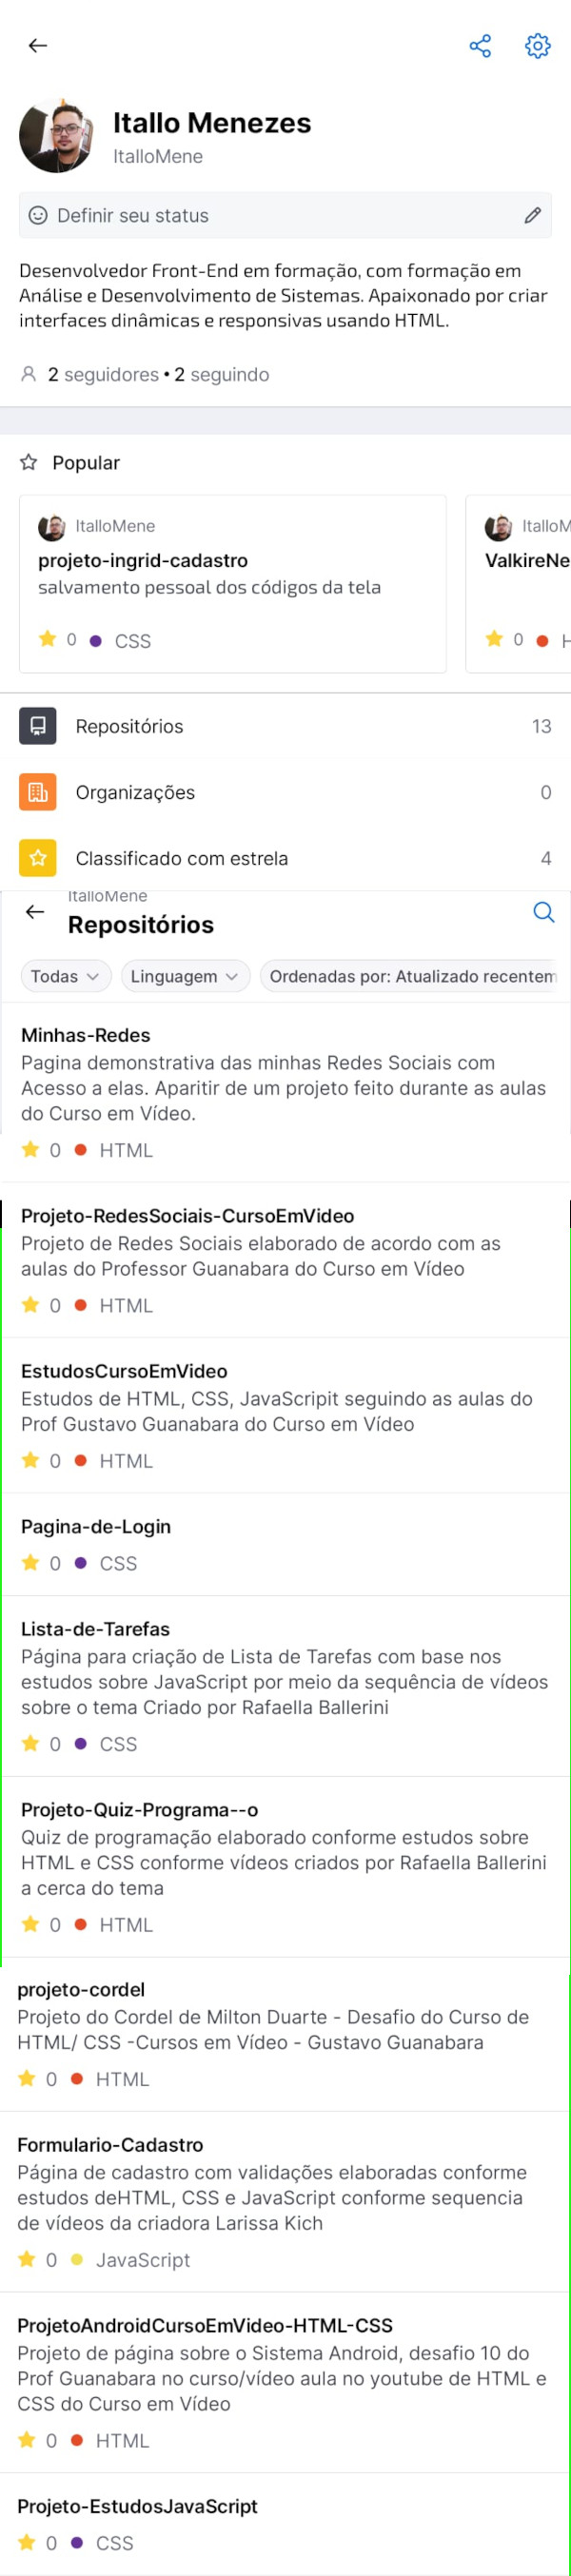 Itallo Menezes
ItalloMene
Definir seu status
Desenvolvedor Front-End em formação, com formação em
Análise e Desenvolvimento de Sistemas. Apaixonado por criar
interfaces dinâmicas e responsivas usando HTML.
2 seguidores • 2 seguindo
Popular
ItalloMene
projeto-ingrid-cadastro
salvamento pessoal dos códigos da tela
0 CSS
ItalloM
ValkireNe
0 H
Repositórios 13
Organizações 0
Classificado com estrela 4
ItalloMene
Repositórios
Todas Linguagem Ordenadas por: Atualizado recentem
Minhas-Redes
Pagina demonstrativa das minhas Redes Sociais com
Acesso a elas. Aparitir de um projeto feito durante as aulas
do Curso em Vídeo.
0 HTML
Projeto-RedesSociais-CursoEmVideo
Projeto de Redes Sociais elaborado de acordo com as
aulas do Professor Guanabara do Curso em Vídeo
0 HTML
EstudosCursoEmVideo
Estudos de HTML, CSS, JavaScripit seguindo as aulas do
Prof Gustavo Guanabara do Curso em Vídeo
0 HTML
Pagina-de-Login
0 CSS
Lista-de-Tarefas
Página para criação de Lista de Tarefas com base nos
estudos sobre JavaScript por meio da sequência de vídeos
sobre o tema Criado por Rafaella Ballerini
0 CSS
Projeto-Quiz-Programa--o
Quiz de programação elaborado conforme estudos sobre
HTML e CSS conforme vídeos criados por Rafaella Ballerini
a cerca do tema
0 HTML
projeto-cordel
Projeto do Cordel de Milton Duarte - Desafio do Curso de
HTML/ CSS -Cursos em Vídeo - Gustavo Guanabara
0 HTML
Formulario-Cadastro
Página de cadastro com validações elaboradas conforme
estudos deHTML, CSS e JavaScript conforme sequencia
de vídeos da criadora Larissa Kich
0 JavaScript
ProjetoAndroidCursoEmVideo-HTML-CSS
Projeto de página sobre o Sistema Android, desafio 10 do
Prof Guanabara no curso/vídeo aula no youtube de HTML e
CSS do Curso em Vídeo
0 HTML
Projeto-EstudosJavaScript
0 CSS